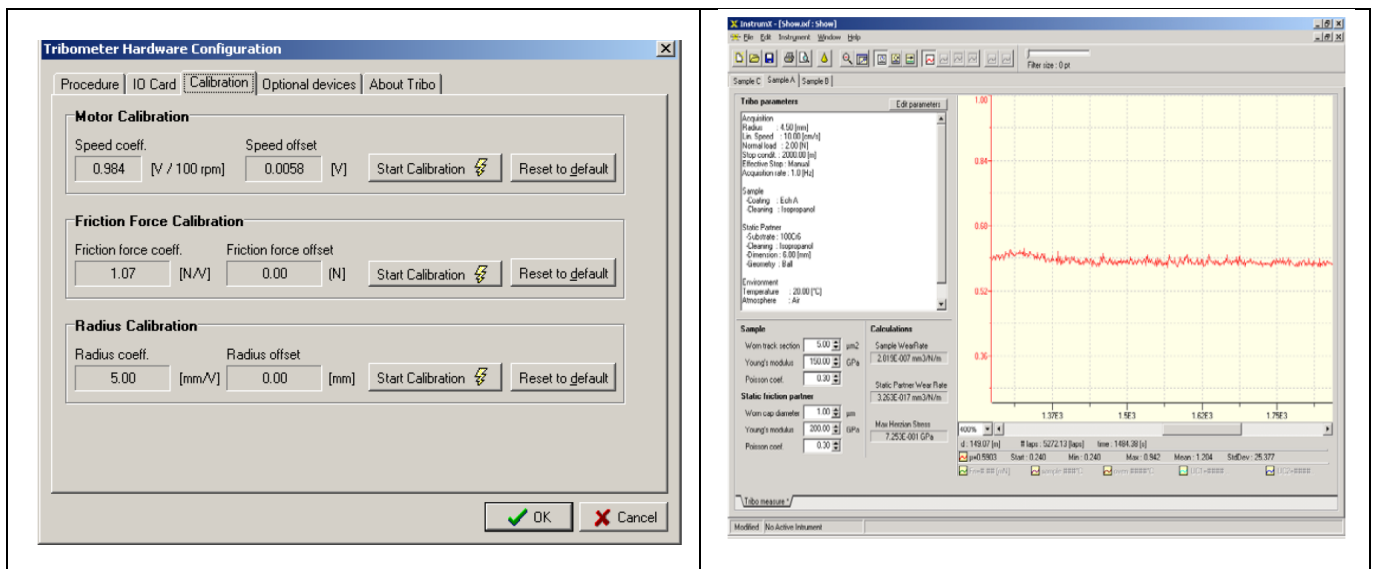 Tribometer Hardware Configuration
Procedure IO Card Calibration Optional devices About Tribo
Motor Calibration
Speed coeff. Speed offset
0.984 [V / 100 rpm] 0.0058 [V] Start Calibration Reset to default
Friction Force Calibration
Friction force coeff. Friction force offset
1.07 [N/V] 0.00 [N] Start Calibration Reset to default
Radius Calibration
Radius coeff. Radius offset
5.00 [mm/V] 0.00 [mm] Start Calibration Reset to default
OK Cancel
InstrumX - [Show.ixf : Show]
File Edit Instrument Window Help
Filter size : 0 pt
Sample C Sample A Sample B
Tribo parameters Edit parameters
Acquisition
Radius : 4.50 [mm]
Lin. Speed : 10.00 [cm/s]
Normal load : 2.00 [N]
Stop condit. : 2000.00 [m]
Effective Stop : Manual
Acquisition rate : 1.0 [Hz]
Sample
-Coating : Ech A
-Cleaning : Isopropanol
Static Partner
-Substrate : 100Cr6
-Cleaning : Isopropanol
-Dimension : 6.00 [mm]
-Geometry : Ball
Environment
Temperature : 20.00 [°C]
Atmosphere : Air
Sample
Worn track section 5.00 µm2
Young's modulus 150.00 GPa
Poisson coef. 0.30
Static friction partner
Worn cap diameter 1.00 µm
Young's modulus 200.00 GPa
Poisson coef. 0.30
Calculations
Sample WearRate
2.019E-007 mm3/N/m
Static Partner Wear Rate
3.263E-017 mm3/N/m
Max Herzian Stress
7.253E-001 GPa
1.00
0.84
0.68
0.52
0.36
1.37E3 1.5E3 1.62E3 1.75E3
400%
d : 149.07 [m] # laps : 5272.13 [laps] time : 1484.38 [s]
µ=0.5903 Start : 0.240 Min : 0.240 Max : 0.942 Mean : 1.204 StdDev : 25.377
Tribo measure
Modified No Active Intrument